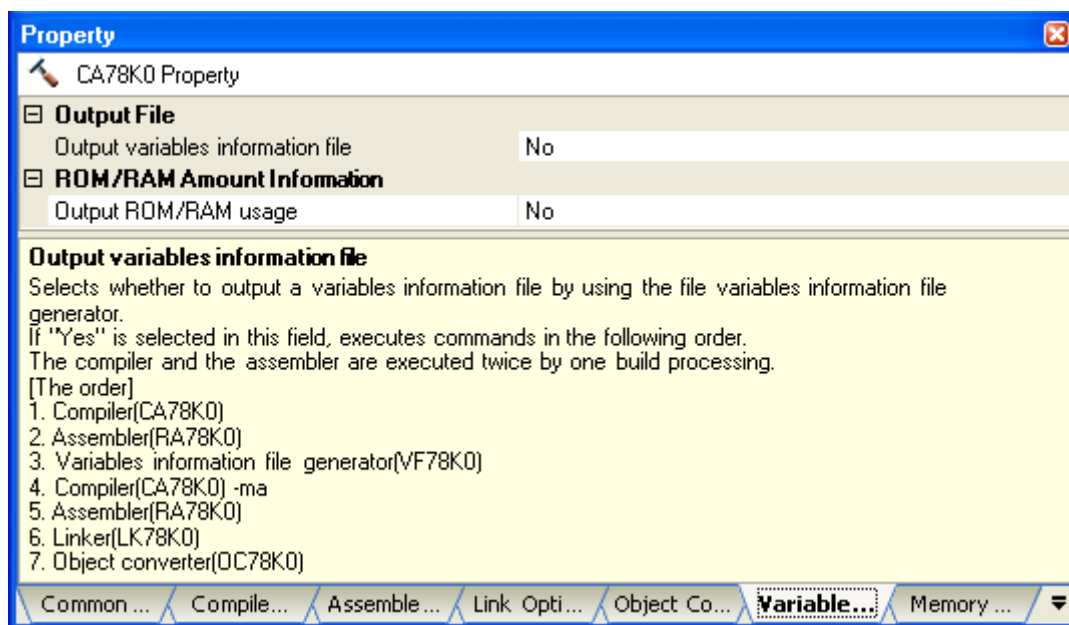 Property
CA78K0 Property
Output File
Output variables information file No
ROM/RAM Amount Information
Output ROM/RAM usage No
Output variables information file
Selects whether to output a variables information file by using the file variables information file
generator.
If "Yes" is selected in this field, executes commands in the following order.
The compiler and the assembler are executed twice by one build processing.
[The order]
1. Compiler(CA78K0)
2. Assembler(RA78K0)
3. Variables information file generator(VF78K0)
4. Compiler(CA78K0) -ma
5. Assembler(RA78K0)
6. Linker(LK78K0)
7. Object converter(OC78K0)
Common ... Compile... Assemble... Link Opti... Object Co... Variable... Memory ...